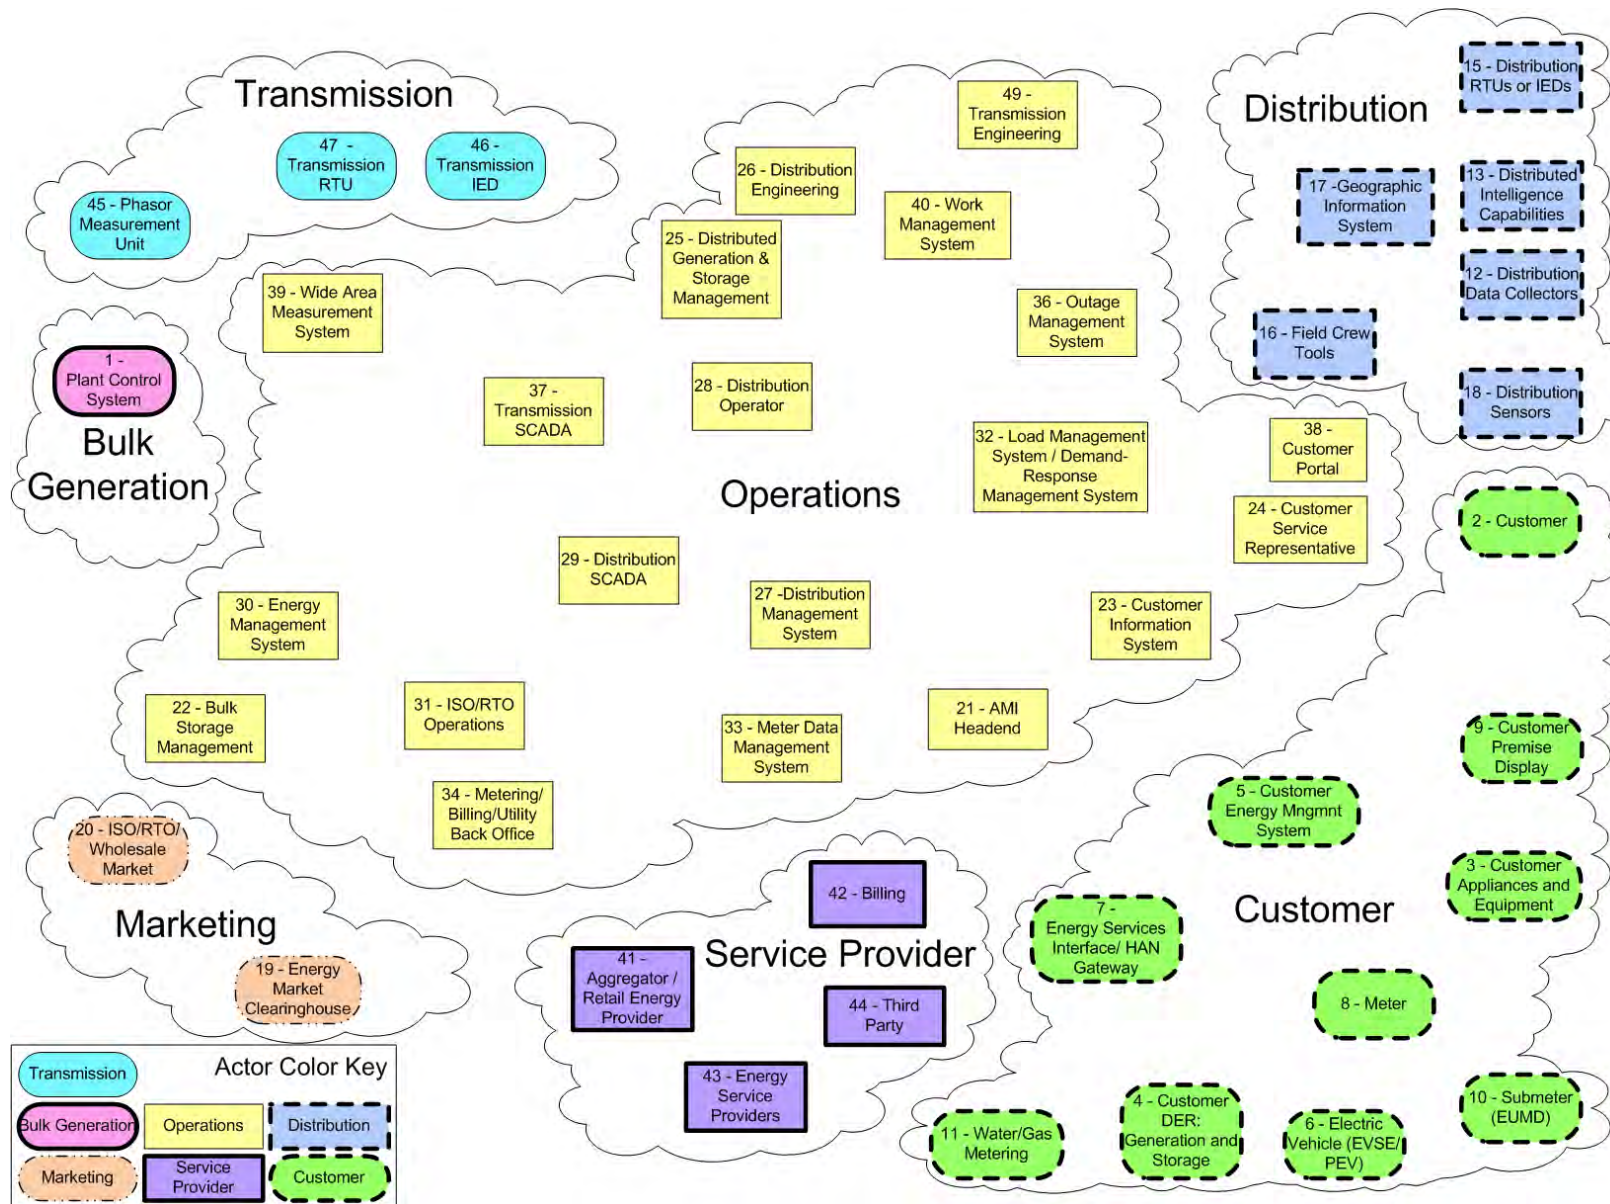 Transmission
47 -
Transmission
RTU
46 -
Transmission
IED
45 - Phasor
Measurement
Unit
49 -
Transmission
Engineering
26 - Distribution
Engineering
40 - Work
Management
System
25 - Distributed
Generation &
Storage
Management
39 - Wide Area
Measurement
System
36 - Outage
Management
System
37 -
Transmission
SCADA
28 - Distribution
Operator
32 - Load Management
System / Demand-
Response
Management System
38 -
Customer
Portal
24 - Customer
Service
Representative
Operations
29 - Distribution
SCADA
27 -Distribution
Management
System
23 - Customer
Information
System
30 - Energy
Management
System
22 - Bulk
Storage
Management
31 - ISO/RTO
Operations
33 - Meter Data
Management
System
21 - AMI
Headend
34 - Metering/
Billing/Utility
Back Office
Distribution
15 - Distribution
RTUs or IEDs
17 -Geographic
Information
System
13 - Distributed
Intelligence
Capabilities
12 - Distribution
Data Collectors
16 - Field Crew
Tools
18 - Distribution
Sensors
1 -
Plant Control
System
Bulk
Generation
20 - ISO/RTO/
Wholesale
Market
Marketing
19 - Energy
Market
Clearinghouse
42 - Billing
Service Provider
41 -
Aggregator /
Retail Energy
Provider
44 - Third
Party
43 - Energy
Service
Providers
2 - Customer
9 - Customer
Premise
Display
5 - Customer
Energy Mngmnt
System
3 - Customer
Appliances and
Equipment
Customer
7 -
Energy Services
Interface/ HAN
Gateway
8 - Meter
10 - Submeter
(EUMD)
4 - Customer
DER:
Generation and
Storage
6 - Electric
Vehicle (EVSE/
PEV)
11 - Water/Gas
Metering
Actor Color Key
Transmission
Bulk Generation
Operations
Distribution
Marketing
Service
Provider
Customer